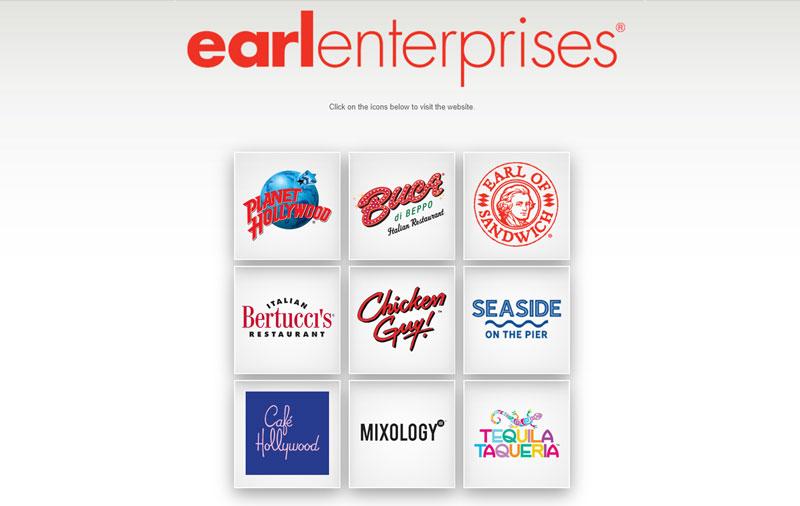 earlenterprises®
Click on the icons below to visit the website.
PLANET
HOLLYWOOD
BUCA
di BEPPO
Italian Restaurant
EARL OF
SANDWICH
ITALIAN
Bertucci's
RESTAURANT
Chicken
Guy!
SEASIDE
ON THE PIER
Café
Hollywood
MIXOLOGY
TEQUILA
TAQUERIA